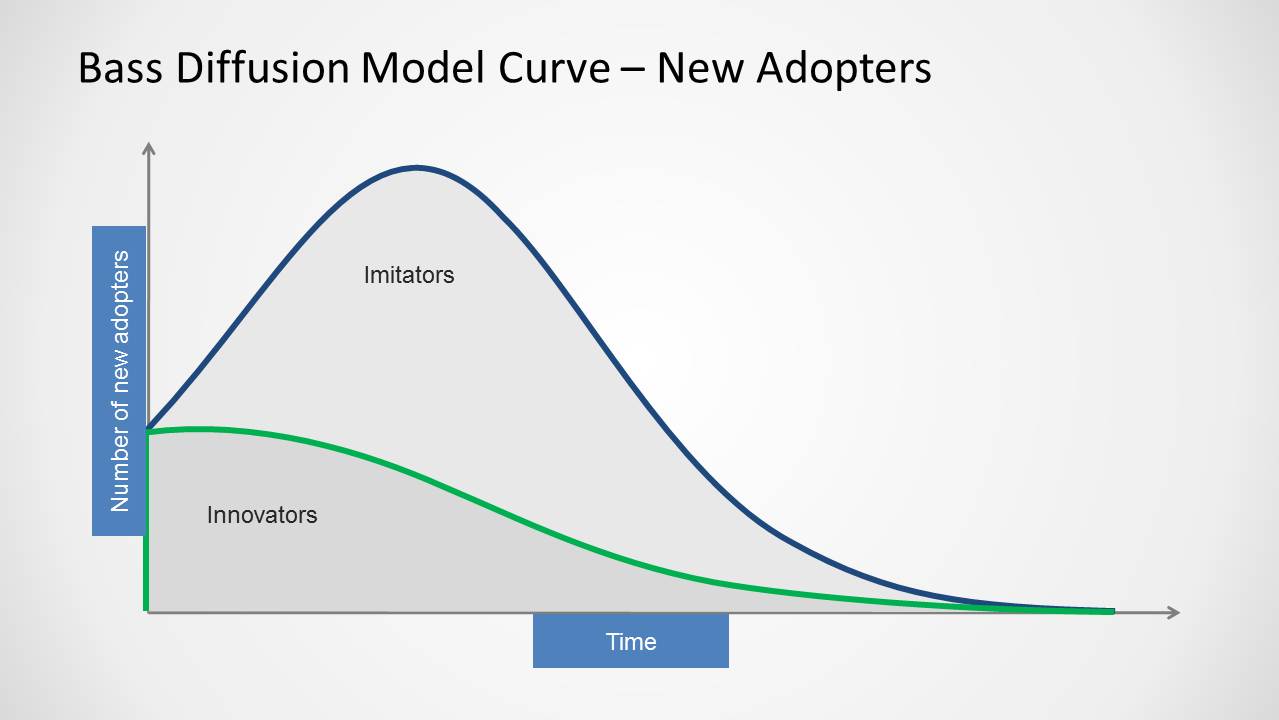 Bass Diffusion Model Curve – New Adopters
Number of new adopters
Imitators
Innovators
Time